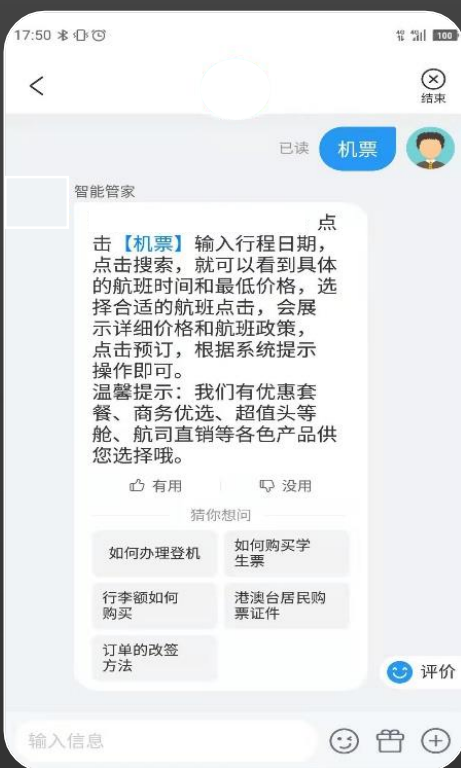 17:50
100
结束
已读
机票
智能管家
点
击【机票】输入行程日期，
点击搜索，就可以看到具体
的航班时间和最低价格，选
择合适的航班点击，会展
示详细价格和航班政策，
点击预订，根据系统提示
操作即可。
温馨提示：我们有优惠套
餐、商务优选、超值头等
舱、航司直销等各色产品供
您选择哦。
有用
没用
猜你想问
如何办理登机
如何购买学
生票
行李额如何
购买
港澳台居民购
票证件
订单的改签
方法
评价
输入信息